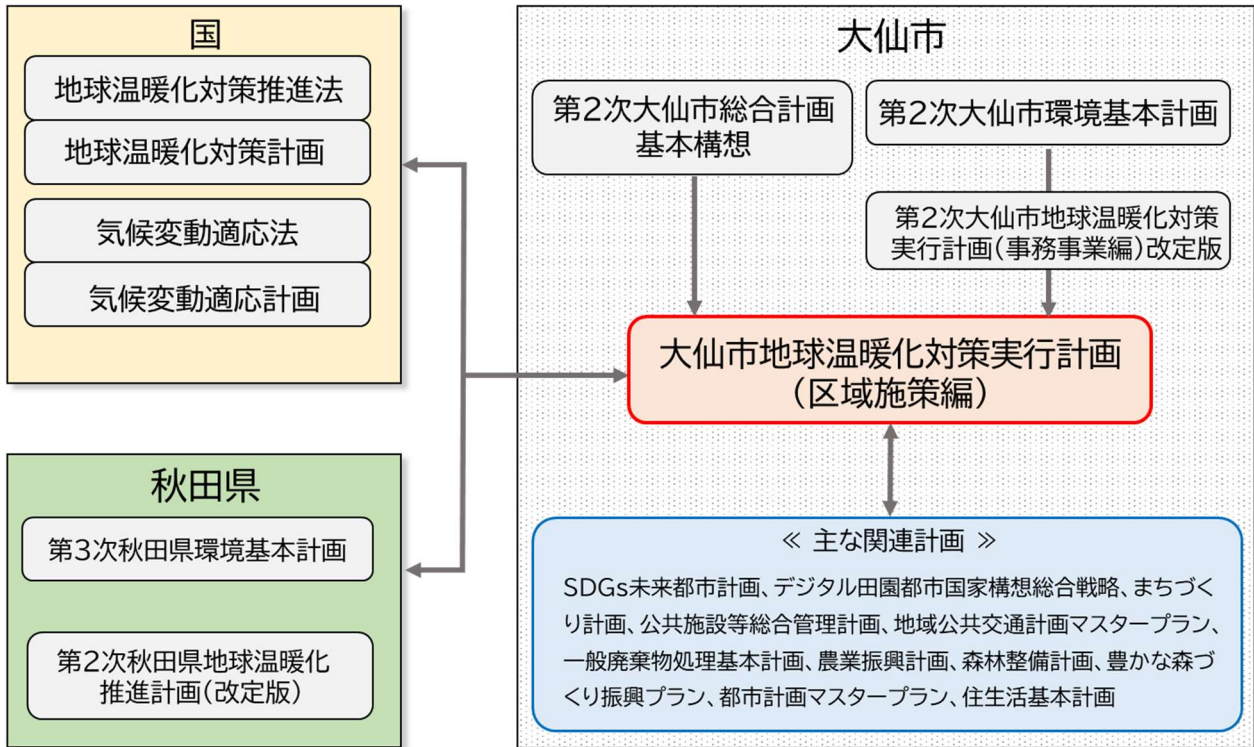 国
地球温暖化対策推進法
地球温暖化対策計画
気候変動適応法
気候変動適応計画
秋田県
第3次秋田県環境基本計画
第2次秋田県地球温暖化
推進計画(改定版)
大仙市
第2次大仙市総合計画
基本構想
第2次大仙市環境基本計画
第2次大仙市地球温暖化対策
実行計画(事務事業編)改定版
大仙市地球温暖化対策実行計画
(区域施策編)
≪ 主な関連計画 ≫
SDGs未来都市計画、デジタル田園都市国家構想総合戦略、まちづく
り計画、公共施設等総合管理計画、地域公共交通計画マスタープラン、
一般廃棄物処理基本計画、農業振興計画、森林整備計画、豊かな森づ
くり振興プラン、都市計画マスタープラン、住生活基本計画